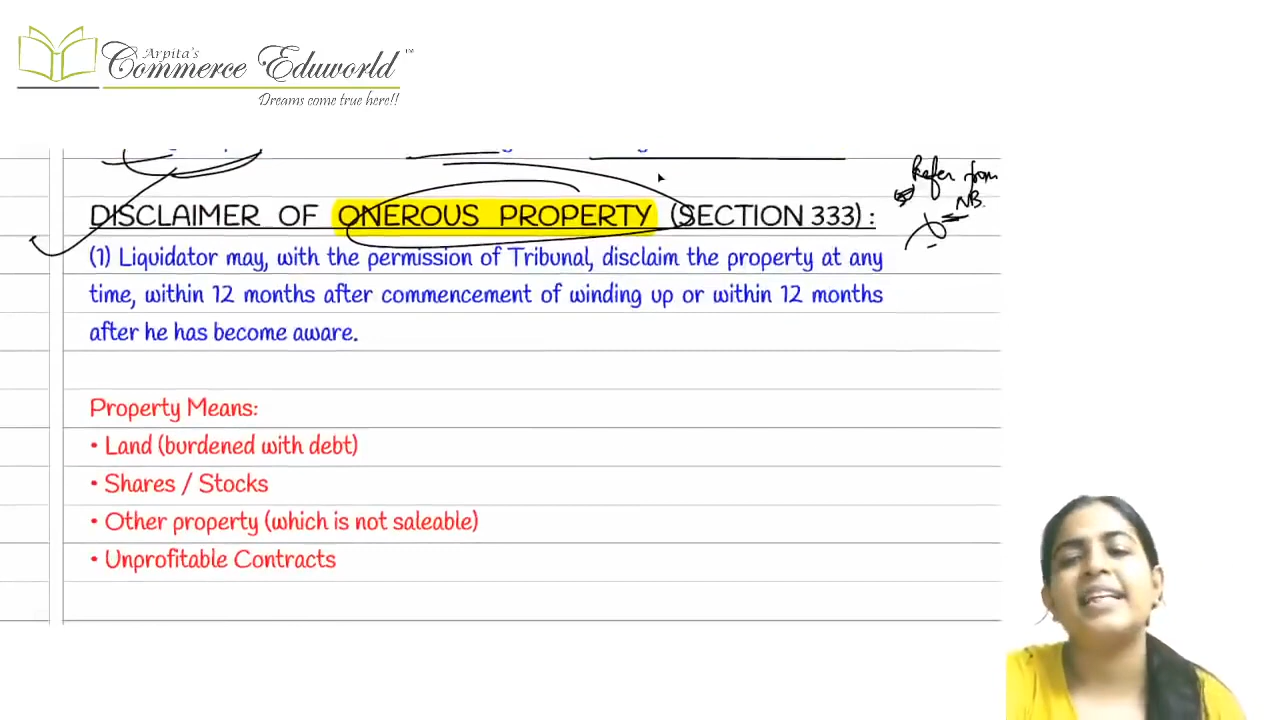 Arpita's
Commerce Eduworld™
Dreams come true here!!
Refer from
NB.
DISCLAIMER OF ONEROUS PROPERTY (SECTION 333) :
(1) Liquidator may, with the permission of Tribunal, disclaim the property at any
time, within 12 months after commencement of winding up or within 12 months
after he has become aware.
Property Means:
• Land (burdened with debt)
• Shares / Stocks
• Other property (which is not saleable)
• Unprofitable Contracts